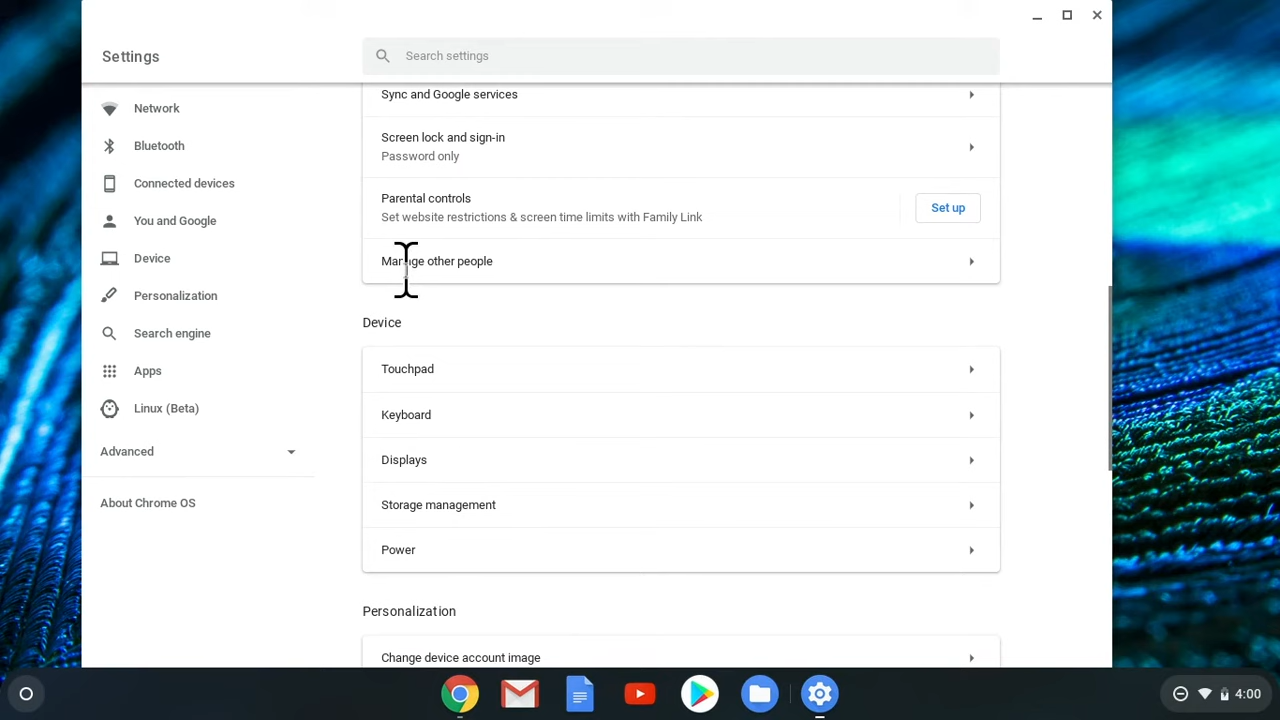 Settings
Search settings
Network
Bluetooth
Connected devices
You and Google
Device
Personalization
Search engine
Apps
Linux (Beta)
Advanced
About Chrome OS
Sync and Google services
Screen lock and sign-in
Password only
Parental controls
Set website restrictions & screen time limits with Family Link
Set up
Manage other people
Device
Touchpad
Keyboard
Displays
Storage management
Power
Personalization
Change device account image
4:00